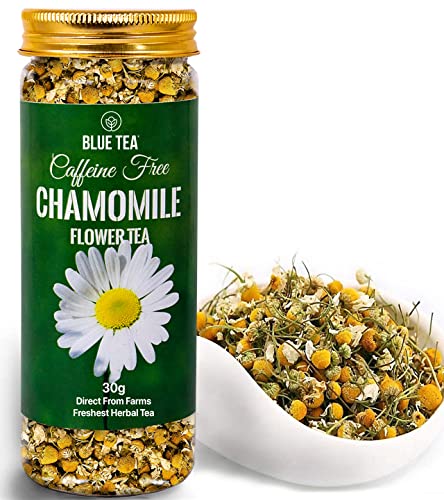 BLUE TEA
Caffeine Free
CHAMOMILE
FLOWER TEA
30g
Direct From Farms
Freshest Herbal Tea